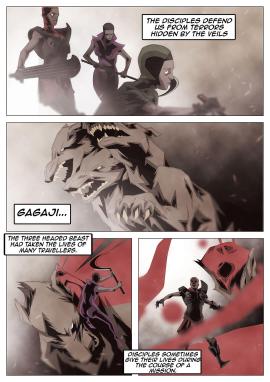 THE DISCIPLES DEFEND
US FROM TERRORS
HIDDEN BY THE VEILS
GAGAJI...
THE THREE HEADED BEAST
HAD TAKEN THE LIVES OF
MANY TRAVELLERS.
DISCIPLES SOMETIMES
GIVE THEIR LIVES DURING
THE COURSE OF A
MISSION.